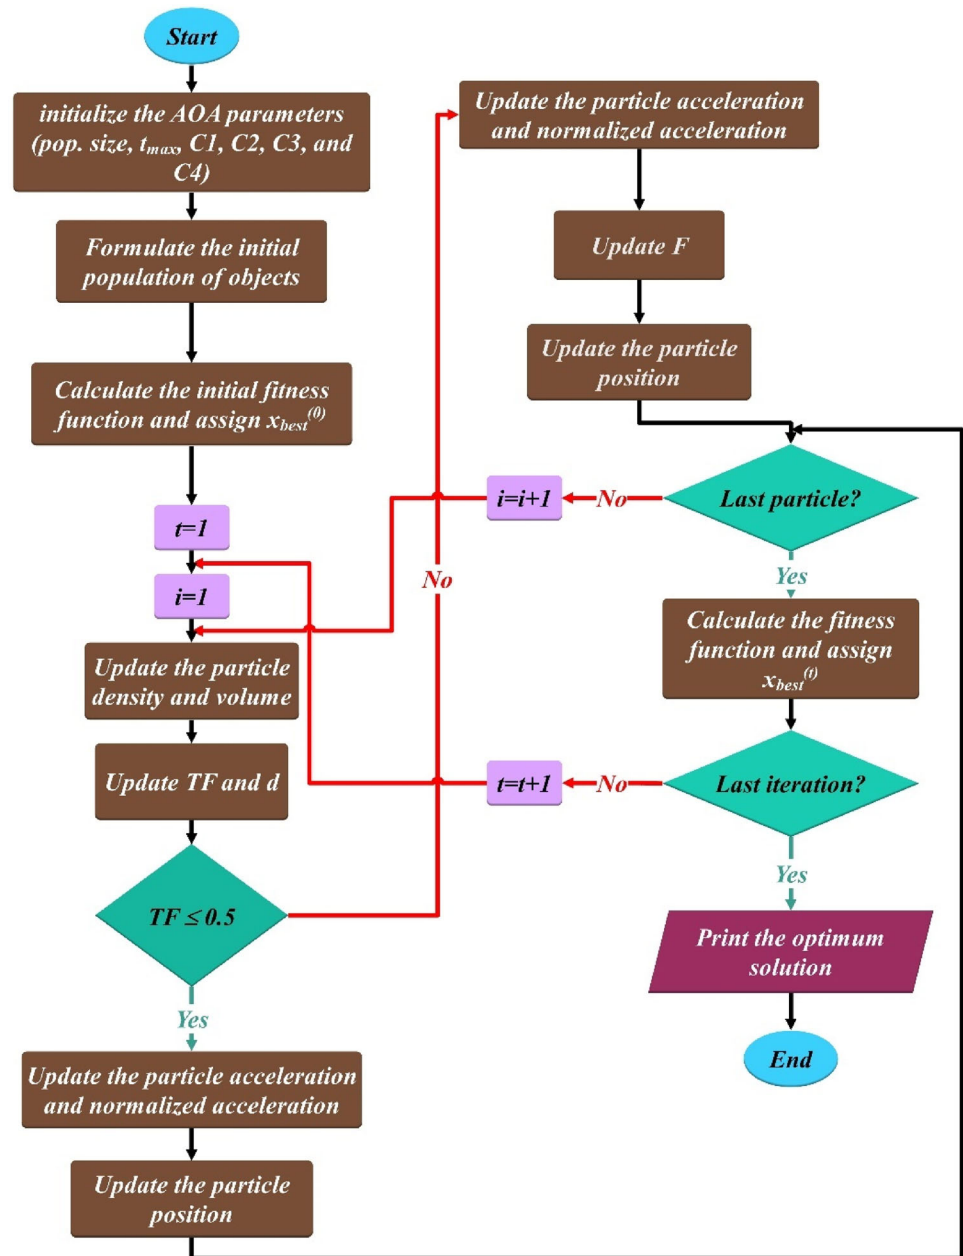 Start
initialize the AOA parameters
(pop. size, tmax, C1, C2, C3, and
C4)
Formulate the initial
population of objects
Calculate the initial fitness
function and assign xbest(0)
t=1
i=1
Update the particle
density and volume
Update TF and d
TF ≤ 0.5
Yes
Update the particle acceleration
and normalized acceleration
Update the particle
position
No
Update the particle acceleration
and normalized acceleration
Update F
Update the particle
position
Last particle?
No
i=i+1
Yes
Calculate the fitness
function and assign
xbest(t)
Last iteration?
No
t=t+1
Yes
Print the optimum
solution
End